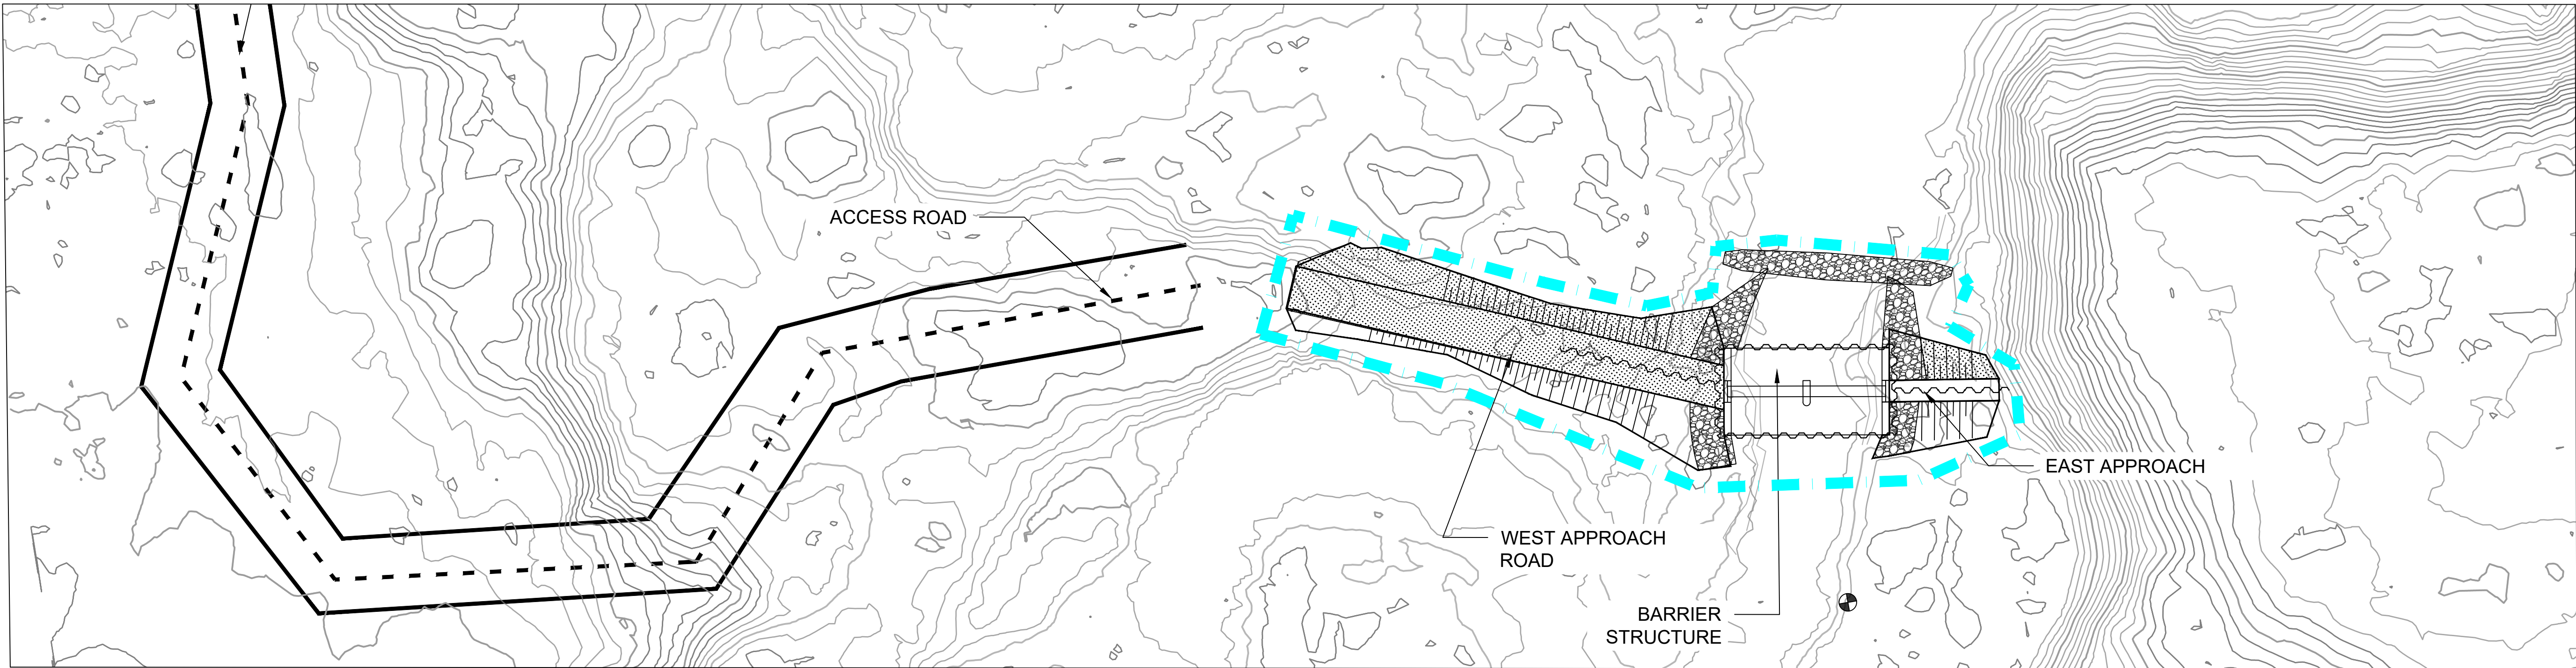 ACCESS ROAD
EAST APPROACH
WEST APPROACH
ROAD
BARRIER
STRUCTURE